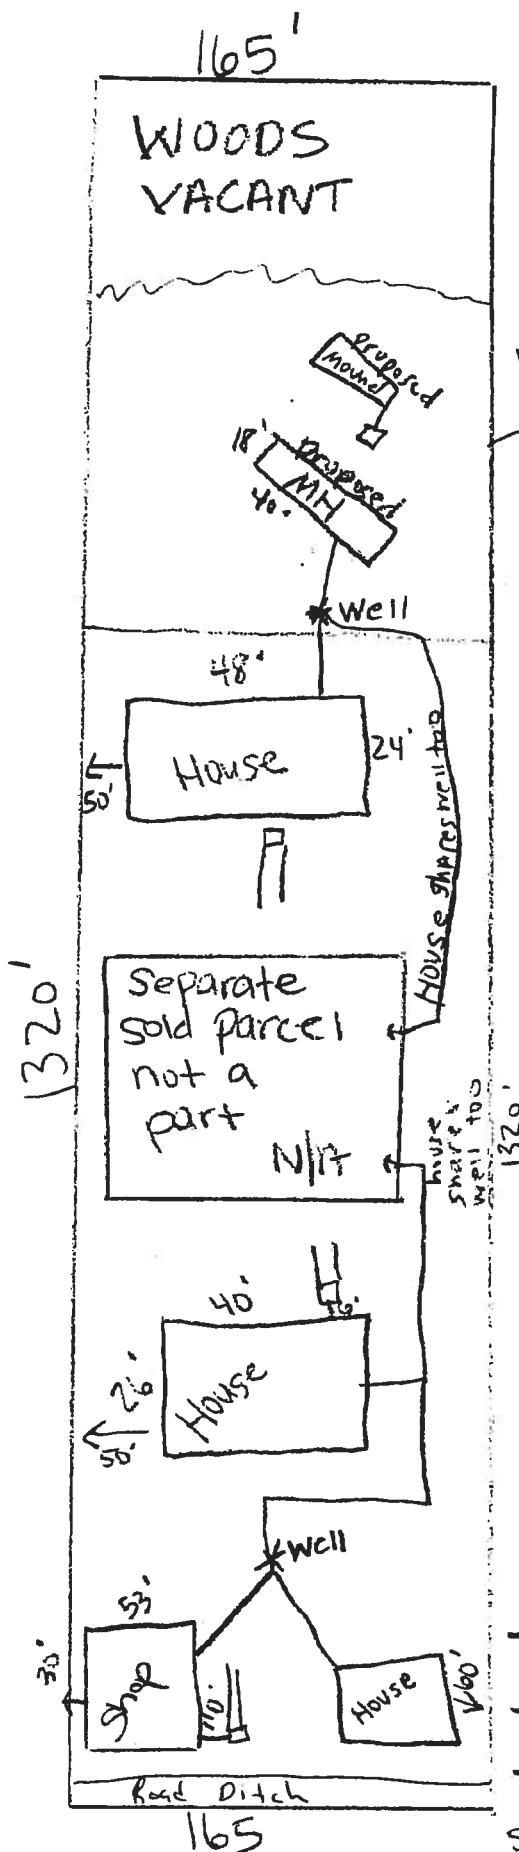 165'
WOODS
VACANT
proposed
Mound
18'
proposed
MH
40'
Well
48'
House
24'
50'
House shares well too
1320'
Separate
sold parcel
not a
part
N/A
house
shares
well too
1320'
40'
26'
House
50'
Well
53'
30'
Shop
10'
House
60'
Road Ditch
165